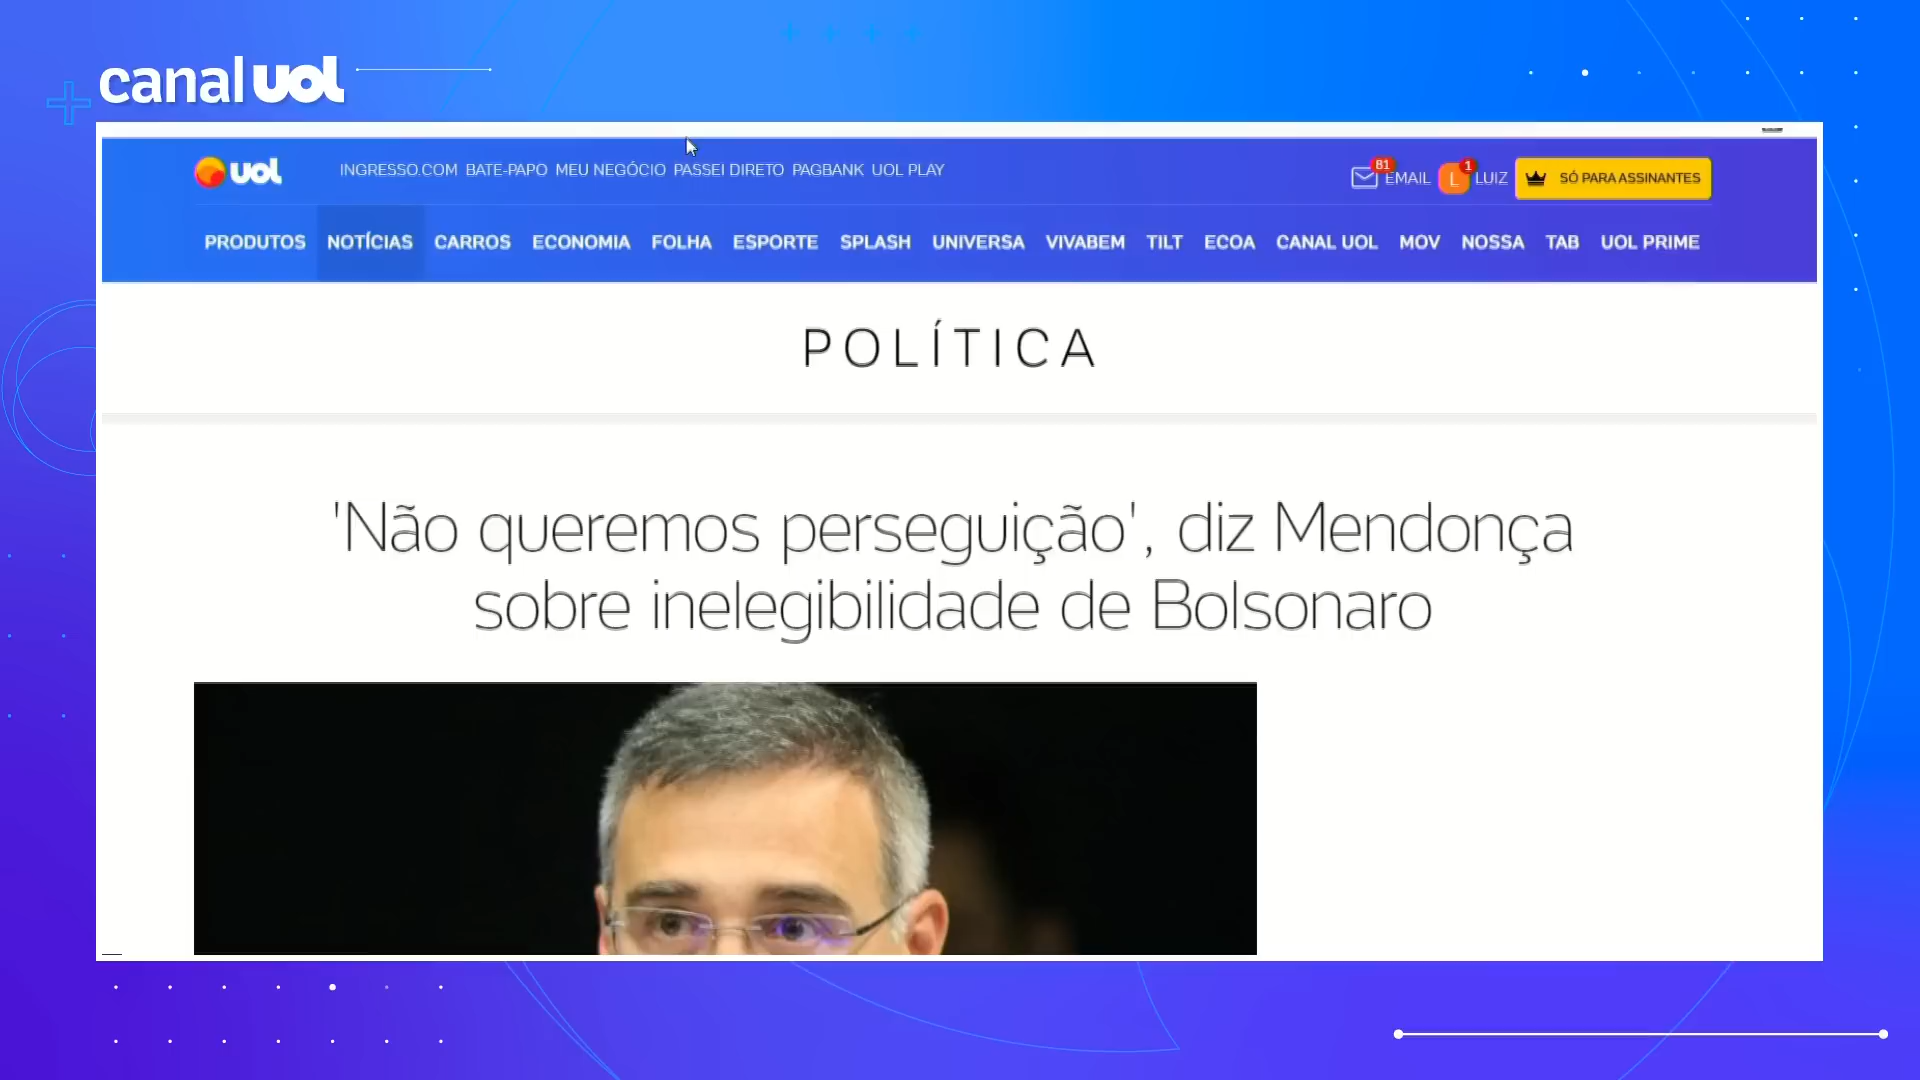 canal uol
uol
INGRESSO.COM BATE-PAPO MEU NEGÓCIO PASSEI DIRETO PAGBANK UOL PLAY
81 EMAIL L 1 LUIZ SÓ PARA ASSINANTES
PRODUTOS NOTÍCIAS CARROS ECONOMIA FOLHA ESPORTE SPLASH UNIVERSA VIVABEM TILT ECOA CANAL UOL MOV NOSSA TAB UOL PRIME
POLÍTICA
'Não queremos perseguição', diz Mendonça
sobre inelegibilidade de Bolsonaro